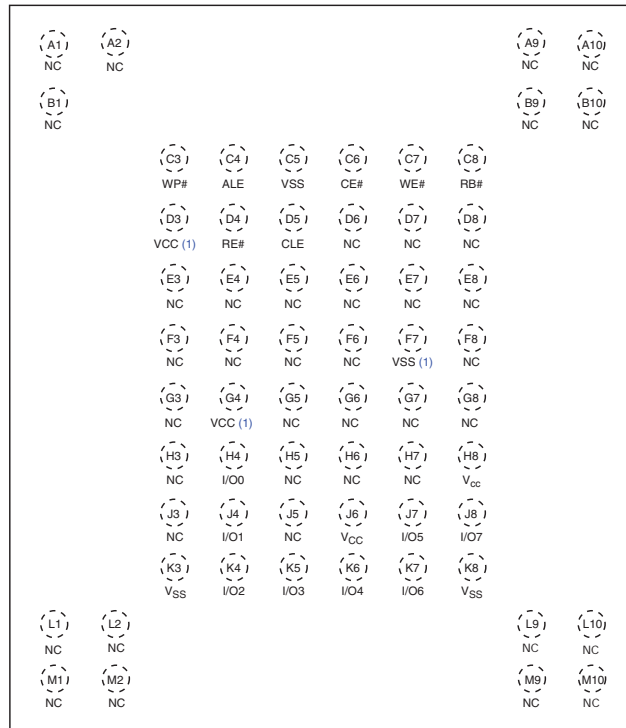 A1 A2 A9 A10
NC NC NC NC
B1 B9 B10
NC NC NC
C3 C4 C5 C6 C7 C8
WP# ALE VSS CE# WE# RB#
D3 D4 D5 D6 D7 D8
VCC (1) RE# CLE NC NC NC
E3 E4 E5 E6 E7 E8
NC NC NC NC NC NC
F3 F4 F5 F6 F7 F8
NC NC NC NC VSS (1) NC
G3 G4 G5 G6 G7 G8
NC VCC (1) NC NC NC NC
H3 H4 H5 H6 H7 H8
NC I/O0 NC NC NC Vcc
J3 J4 J5 J6 J7 J8
NC I/O1 NC VCC I/O5 I/O7
K3 K4 K5 K6 K7 K8
VSS I/O2 I/O3 I/O4 I/O6 VSS
L1 L2 L9 L10
NC NC NC NC
M1 M2 M9 M10
NC NC NC NC